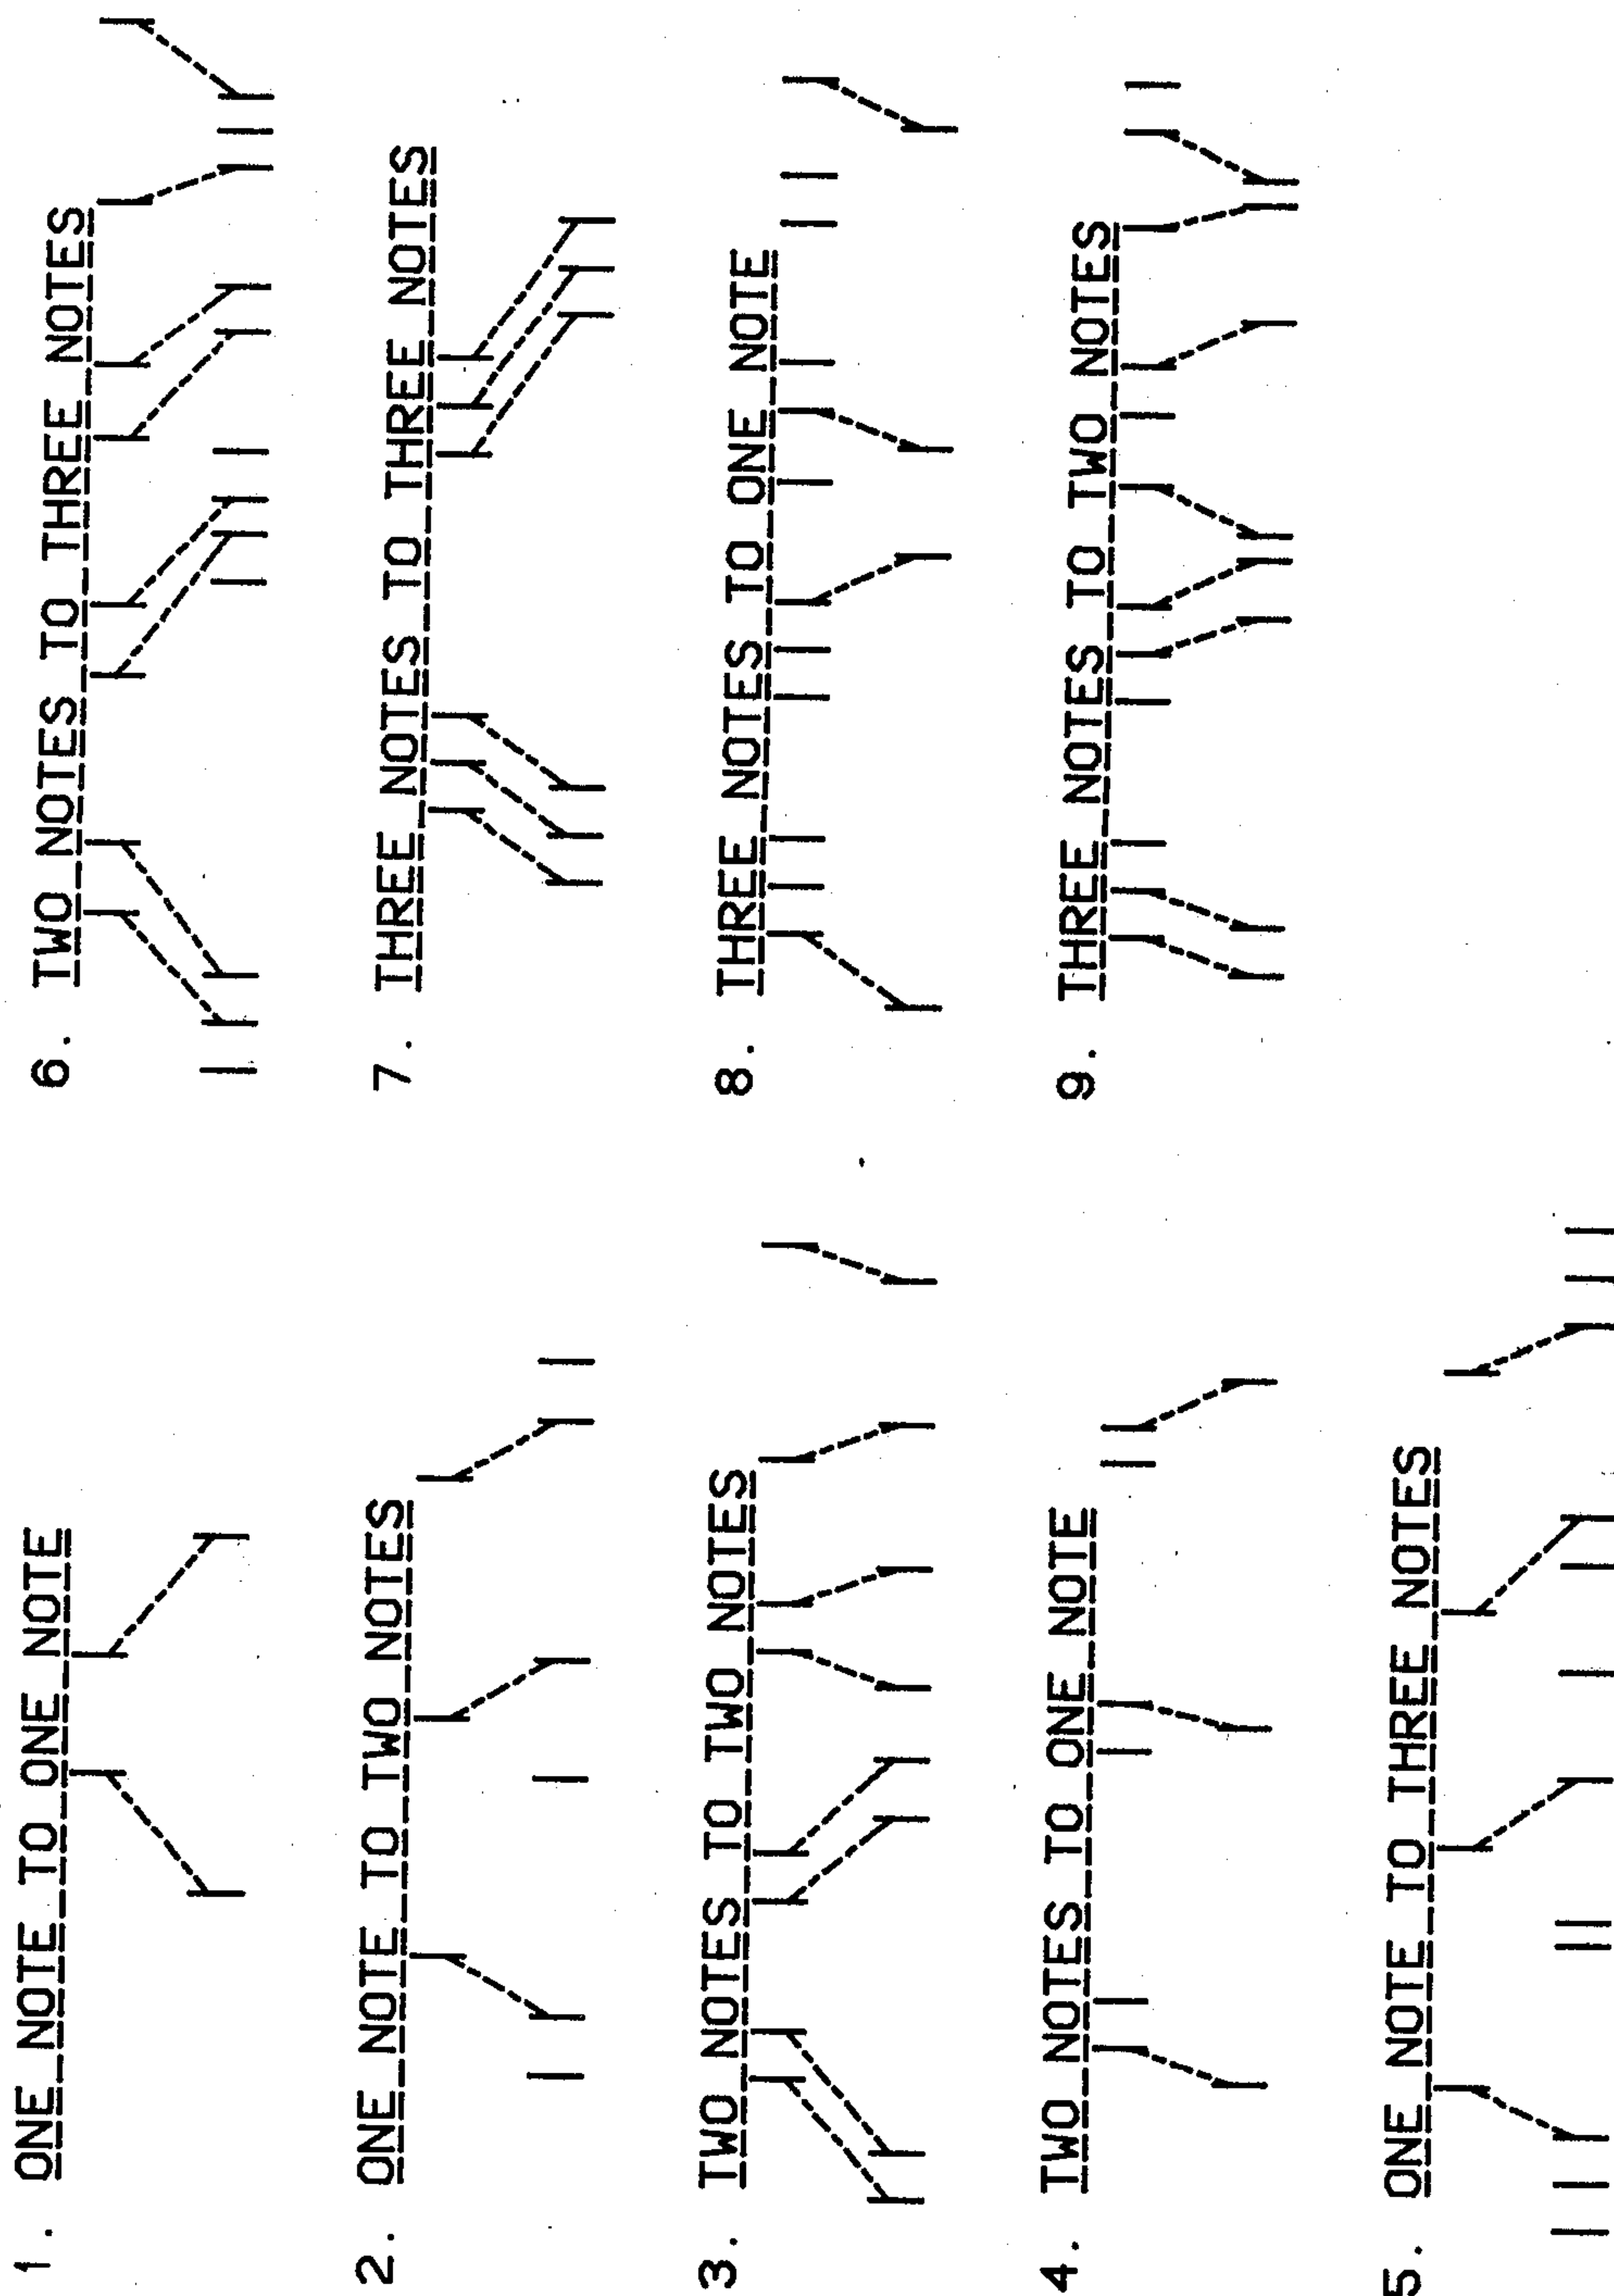 1. ONE NOTE TO ONE NOTE
2. ONE NOTE TO TWO NOTES
3. TWO NOTES TO TWO NOTES
4. TWO NOTES TO ONE NOTE
5. ONE NOTE TO THREE NOTES
6. TWO NOTES TO THREE NOTES
7. THREE NOTES TO THREE NOTES
8. THREE NOTES TO ONE NOTE
9. THREE NOTES TO TWO NOTES